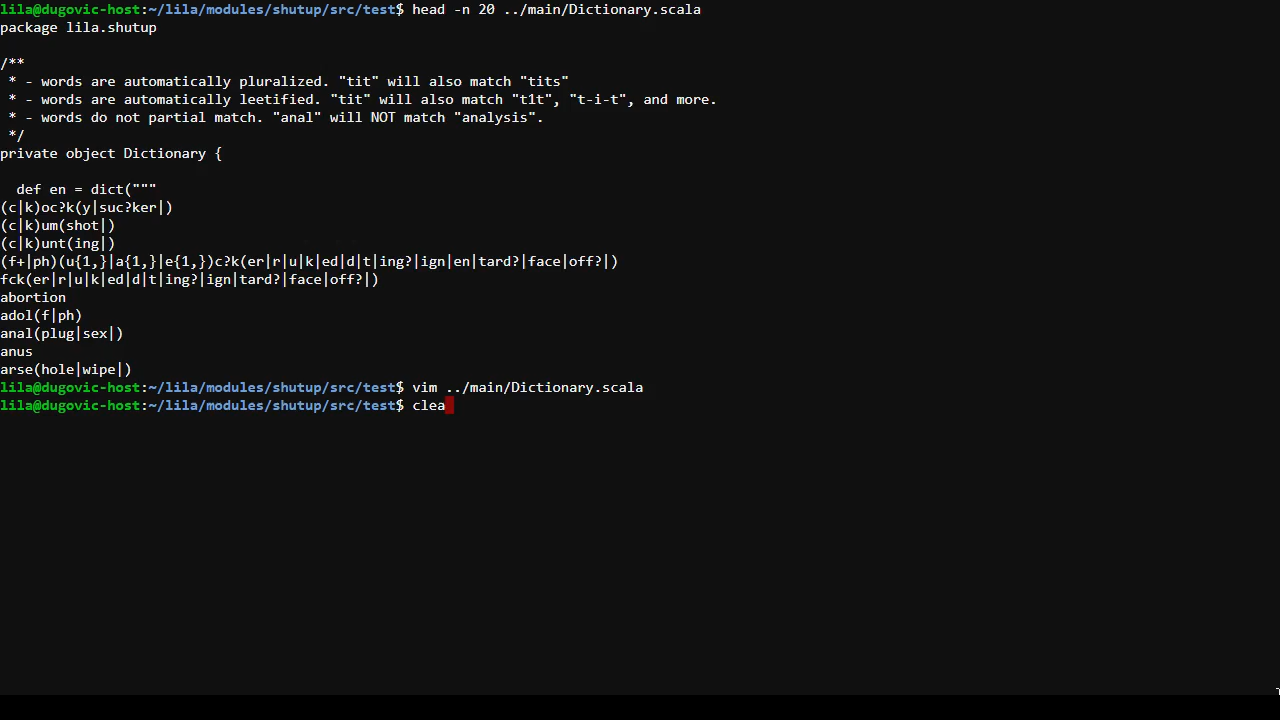 lila@dugovic-host:~/lila/modules/shutup/src/test$ head -n 20 ../main/Dictionary.scala
package lila.shutup
/**
 * - words are automatically pluralized. "tit" will also match "tits"
 * - words are automatically leetified. "tit" will also match "t1t", "t-i-t", and more.
 * - words do not partial match. "anal" will NOT match "analysis".
 */
private object Dictionary {
  def en = dict("""
(c|k)oc?k(y|suc?ker|)
(c|k)um(shot|)
(c|k)unt(ing|)
(f+|ph)(u{1,}|a{1,}|e{1,})c?k(er|r|u|k|ed|d|t|ing?|ign|en|tard?|face|off?|)
fck(er|r|u|k|ed|d|t|ing?|ign|tard?|face|off?|)
abortion
adol(f|ph)
anal(plug|sex|)
anus
arse(hole|wipe|)
lila@dugovic-host:~/lila/modules/shutup/src/test$ vim ../main/Dictionary.scala
lila@dugovic-host:~/lila/modules/shutup/src/test$ clea